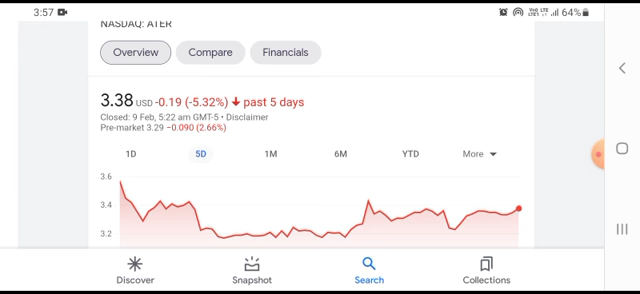 3:57 64%
NASDAQ: ATER
Overview Compare Financials
3.38 USD -0.19 (-5.32%) past 5 days
Closed: 9 Feb, 5:22 am GMT-5 • Disclaimer
Pre-market 3.29 −0.090 (2.66%)
1D 5D 1M 6M YTD More
3.6
3.4
3.2
Discover Snapshot Search Collections